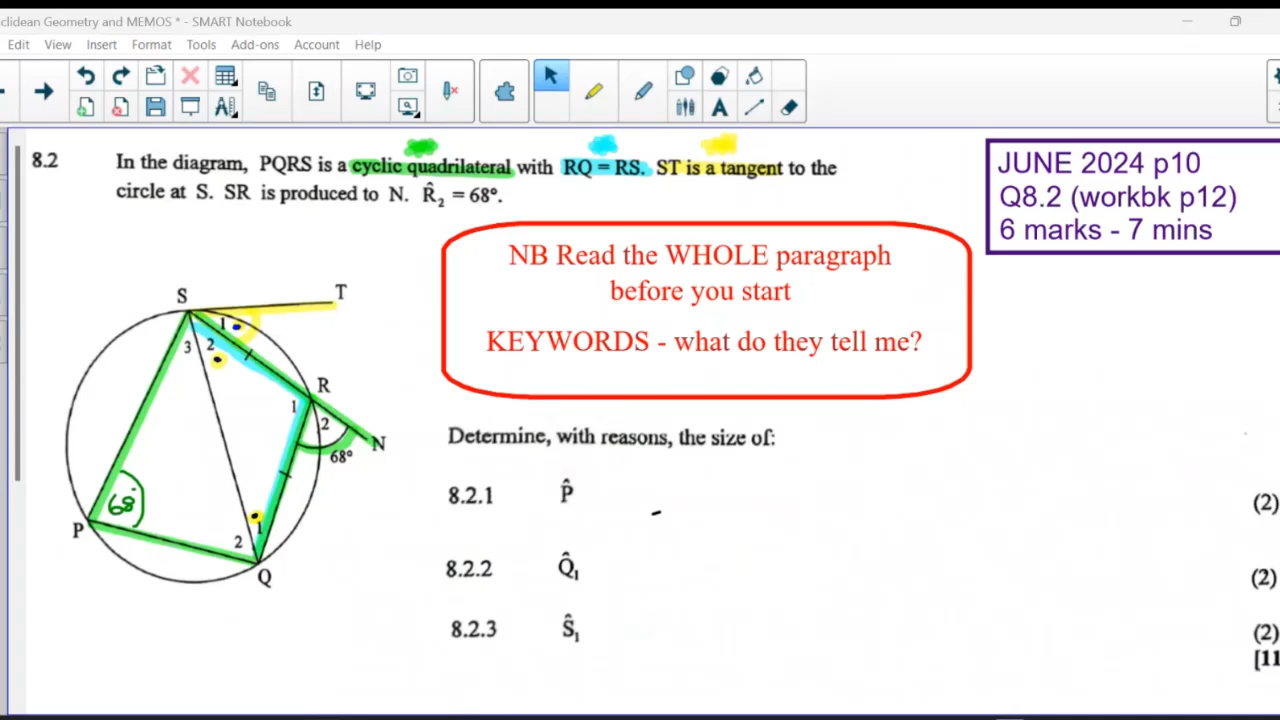 clidean Geometry and MEMOS * - SMART Notebook
Edit View Insert Format Tools Add-ons Account Help
8.2 In the diagram, PQRS is a cyclic quadrilateral with RQ = RS. ST is a tangent to the
circle at S. SR is produced to N. R̂₂ = 68°.
JUNE 2024 p10
Q8.2 (workbk p12)
6 marks - 7 mins
NB Read the WHOLE paragraph
before you start
KEYWORDS - what do they tell me?
S T
1
3 2
R
1
2
N
68°
68°
P
1
2
Q
Determine, with reasons, the size of:
8.2.1 P̂ (2)
8.2.2 Q̂₁ (2)
8.2.3 Ŝ₁ (2)
[11